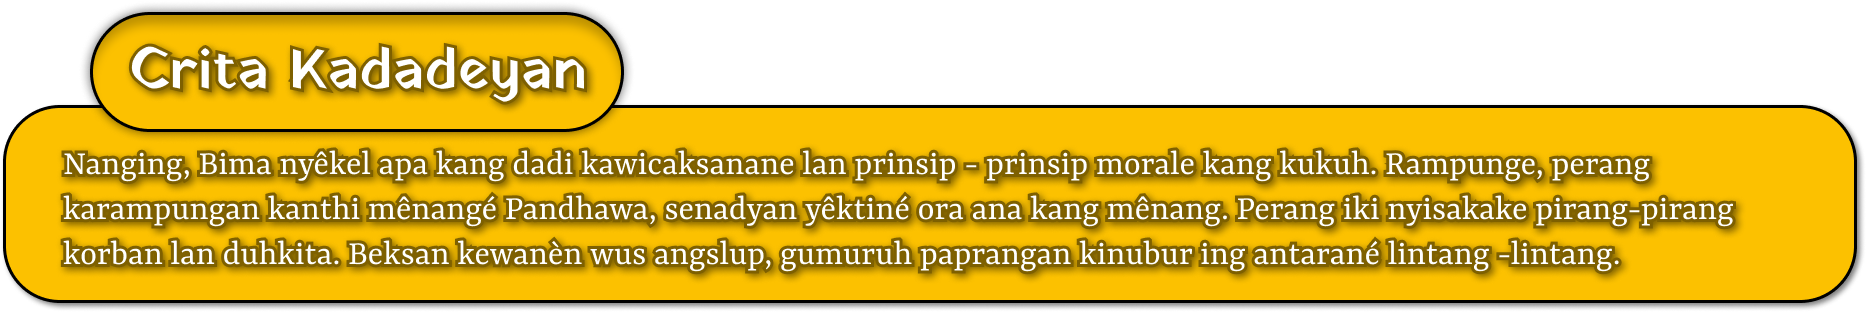 Crita Kadadeyan
Nanging, Bima nyêkel apa kang dadi kawicaksanane lan prinsip - prinsip morale kang kukuh. Rampunge, perang
karampungan kanthi mênangé Pandhawa, senadyan yêktiné ora ana kang mênang. Perang iki nyisakake pirang-pirang
korban lan duhkita. Beksan kewanèn wus angslup, gumuruh paprangan kinubur ing antarané lintang -lintang.